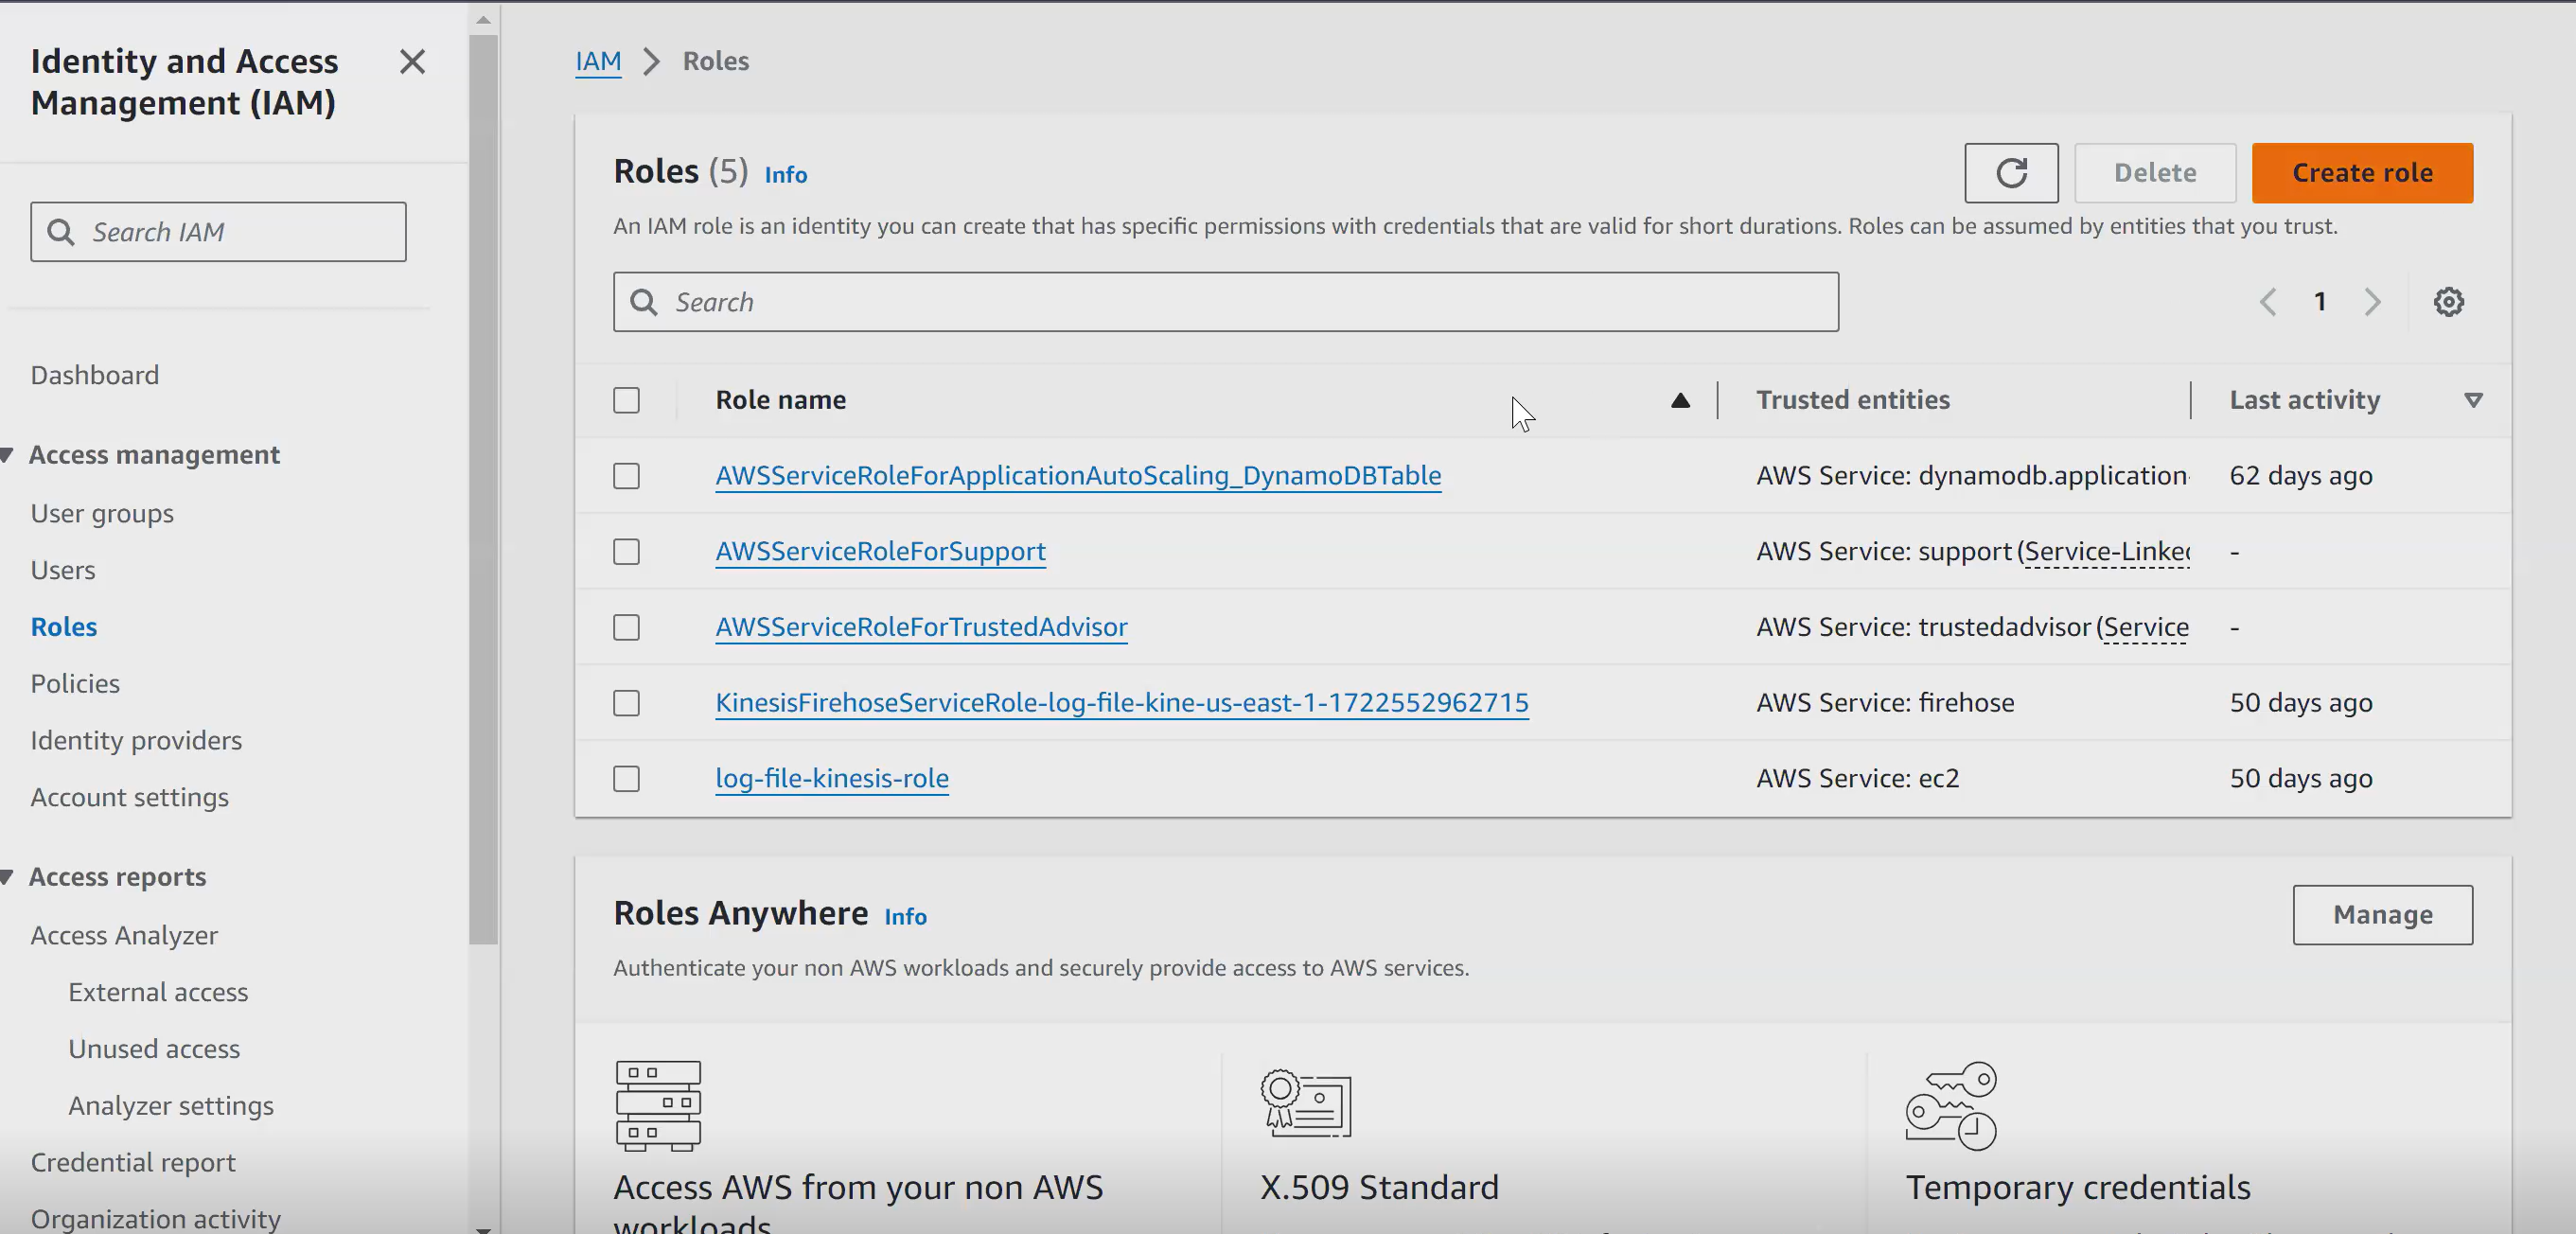 Identity and Access
Management (IAM)
Search IAM
Dashboard
Access management
User groups
Users
Roles
Policies
Identity providers
Account settings
Access reports
Access Analyzer
External access
Unused access
Analyzer settings
Credential report
Organization activity
IAM > Roles
Roles (5) Info
Delete
Create role
An IAM role is an identity you can create that has specific permissions with credentials that are valid for short durations. Roles can be assumed by entities that you trust.
Search
1
Role name Trusted entities Last activity
AWSServiceRoleForApplicationAutoScaling_DynamoDBTable AWS Service: dynamodb.application- 62 days ago
AWSServiceRoleForSupport AWS Service: support (Service-Linked -
AWSServiceRoleForTrustedAdvisor AWS Service: trustedadvisor (Service -
KinesisFirehoseServiceRole-log-file-kine-us-east-1-1722552962715 AWS Service: firehose 50 days ago
log-file-kinesis-role AWS Service: ec2 50 days ago
Roles Anywhere Info
Manage
Authenticate your non AWS workloads and securely provide access to AWS services.
Access AWS from your non AWS
workloads
X.509 Standard
Temporary credentials